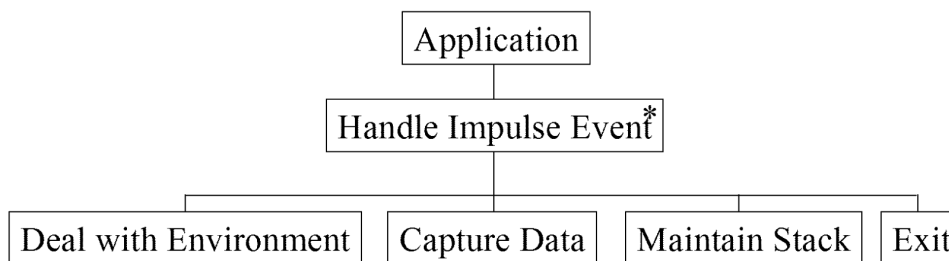 Application
Handle Impulse Event*
Deal with Environment
Capture Data
Maintain Stack
Exit